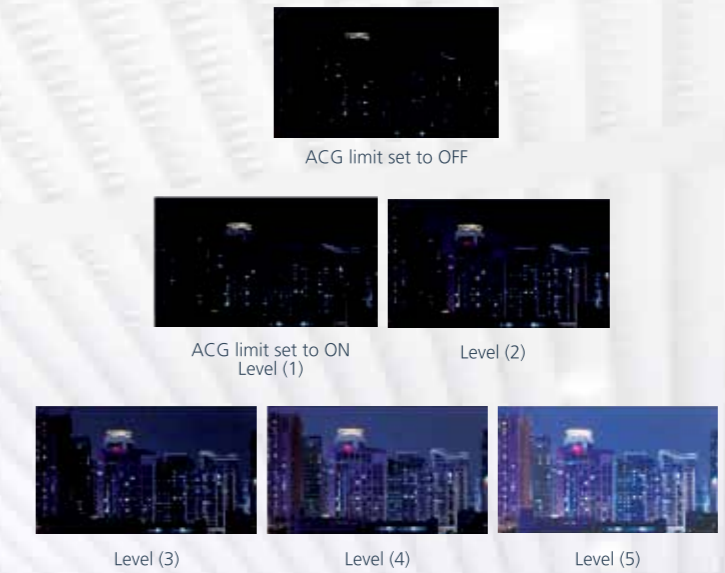 ACG limit set to OFF
ACG limit set to ON
Level (1)
Level (2)
Level (3)
Level (4)
Level (5)